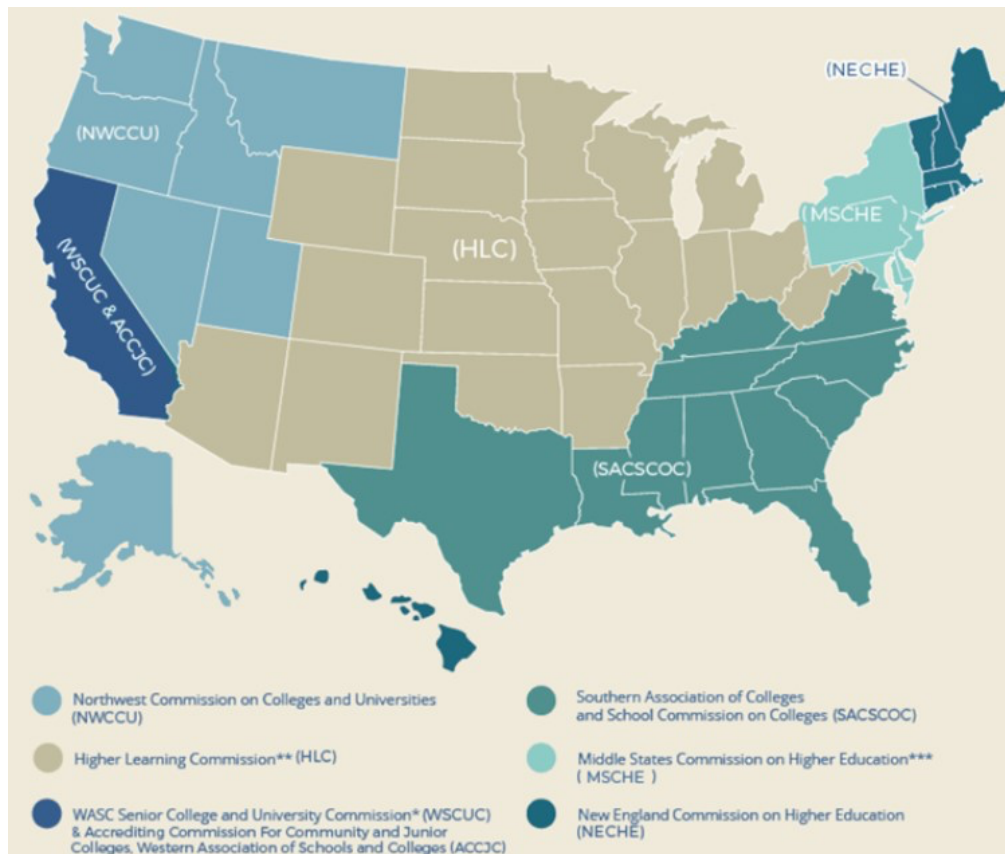 (NECHE)
(NWCCU)
(MSCHE )
(HLC)
(WSCUC & ACCJC)
(SACSCOC)
Northwest Commission on Colleges and Universities
(NWCCU)
Higher Learning Commission** (HLC)
WASC Senior College and University Commission* (WSCUC)
& Accrediting Commission For Community and Junior
Colleges, Western Association of Schools and Colleges (ACCJC)
Southern Association of Colleges
and School Commission on Colleges (SACSCOC)
Middle States Commission on Higher Education***
( MSCHE )
New England Commission on Higher Education
(NECHE)